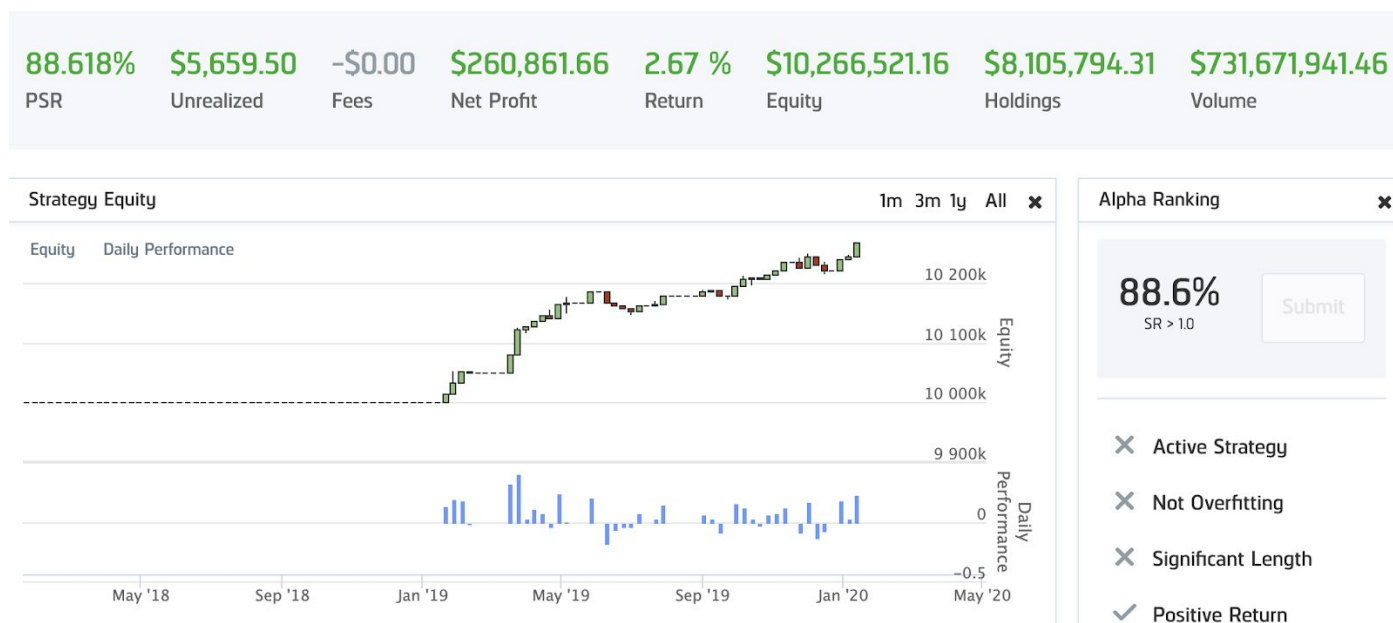 88.618% $5,659.50 -$0.00 $260,861.66 2.67 % $10,266,521.16 $8,105,794.31 $731,671,941.46
PSR Unrealized Fees Net Profit Return Equity Holdings Volume
Strategy Equity 1m 3m 1y All
Equity Daily Performance
10 200k
10 100k
10 000k
9 900k
Equity
0
-0.5
Daily
Performance
May '18 Sep '18 Jan '19 May '19 Sep '19 Jan '20 May '20
Alpha Ranking
88.6% Submit
SR > 1.0
Active Strategy
Not Overfitting
Significant Length
Positive Return